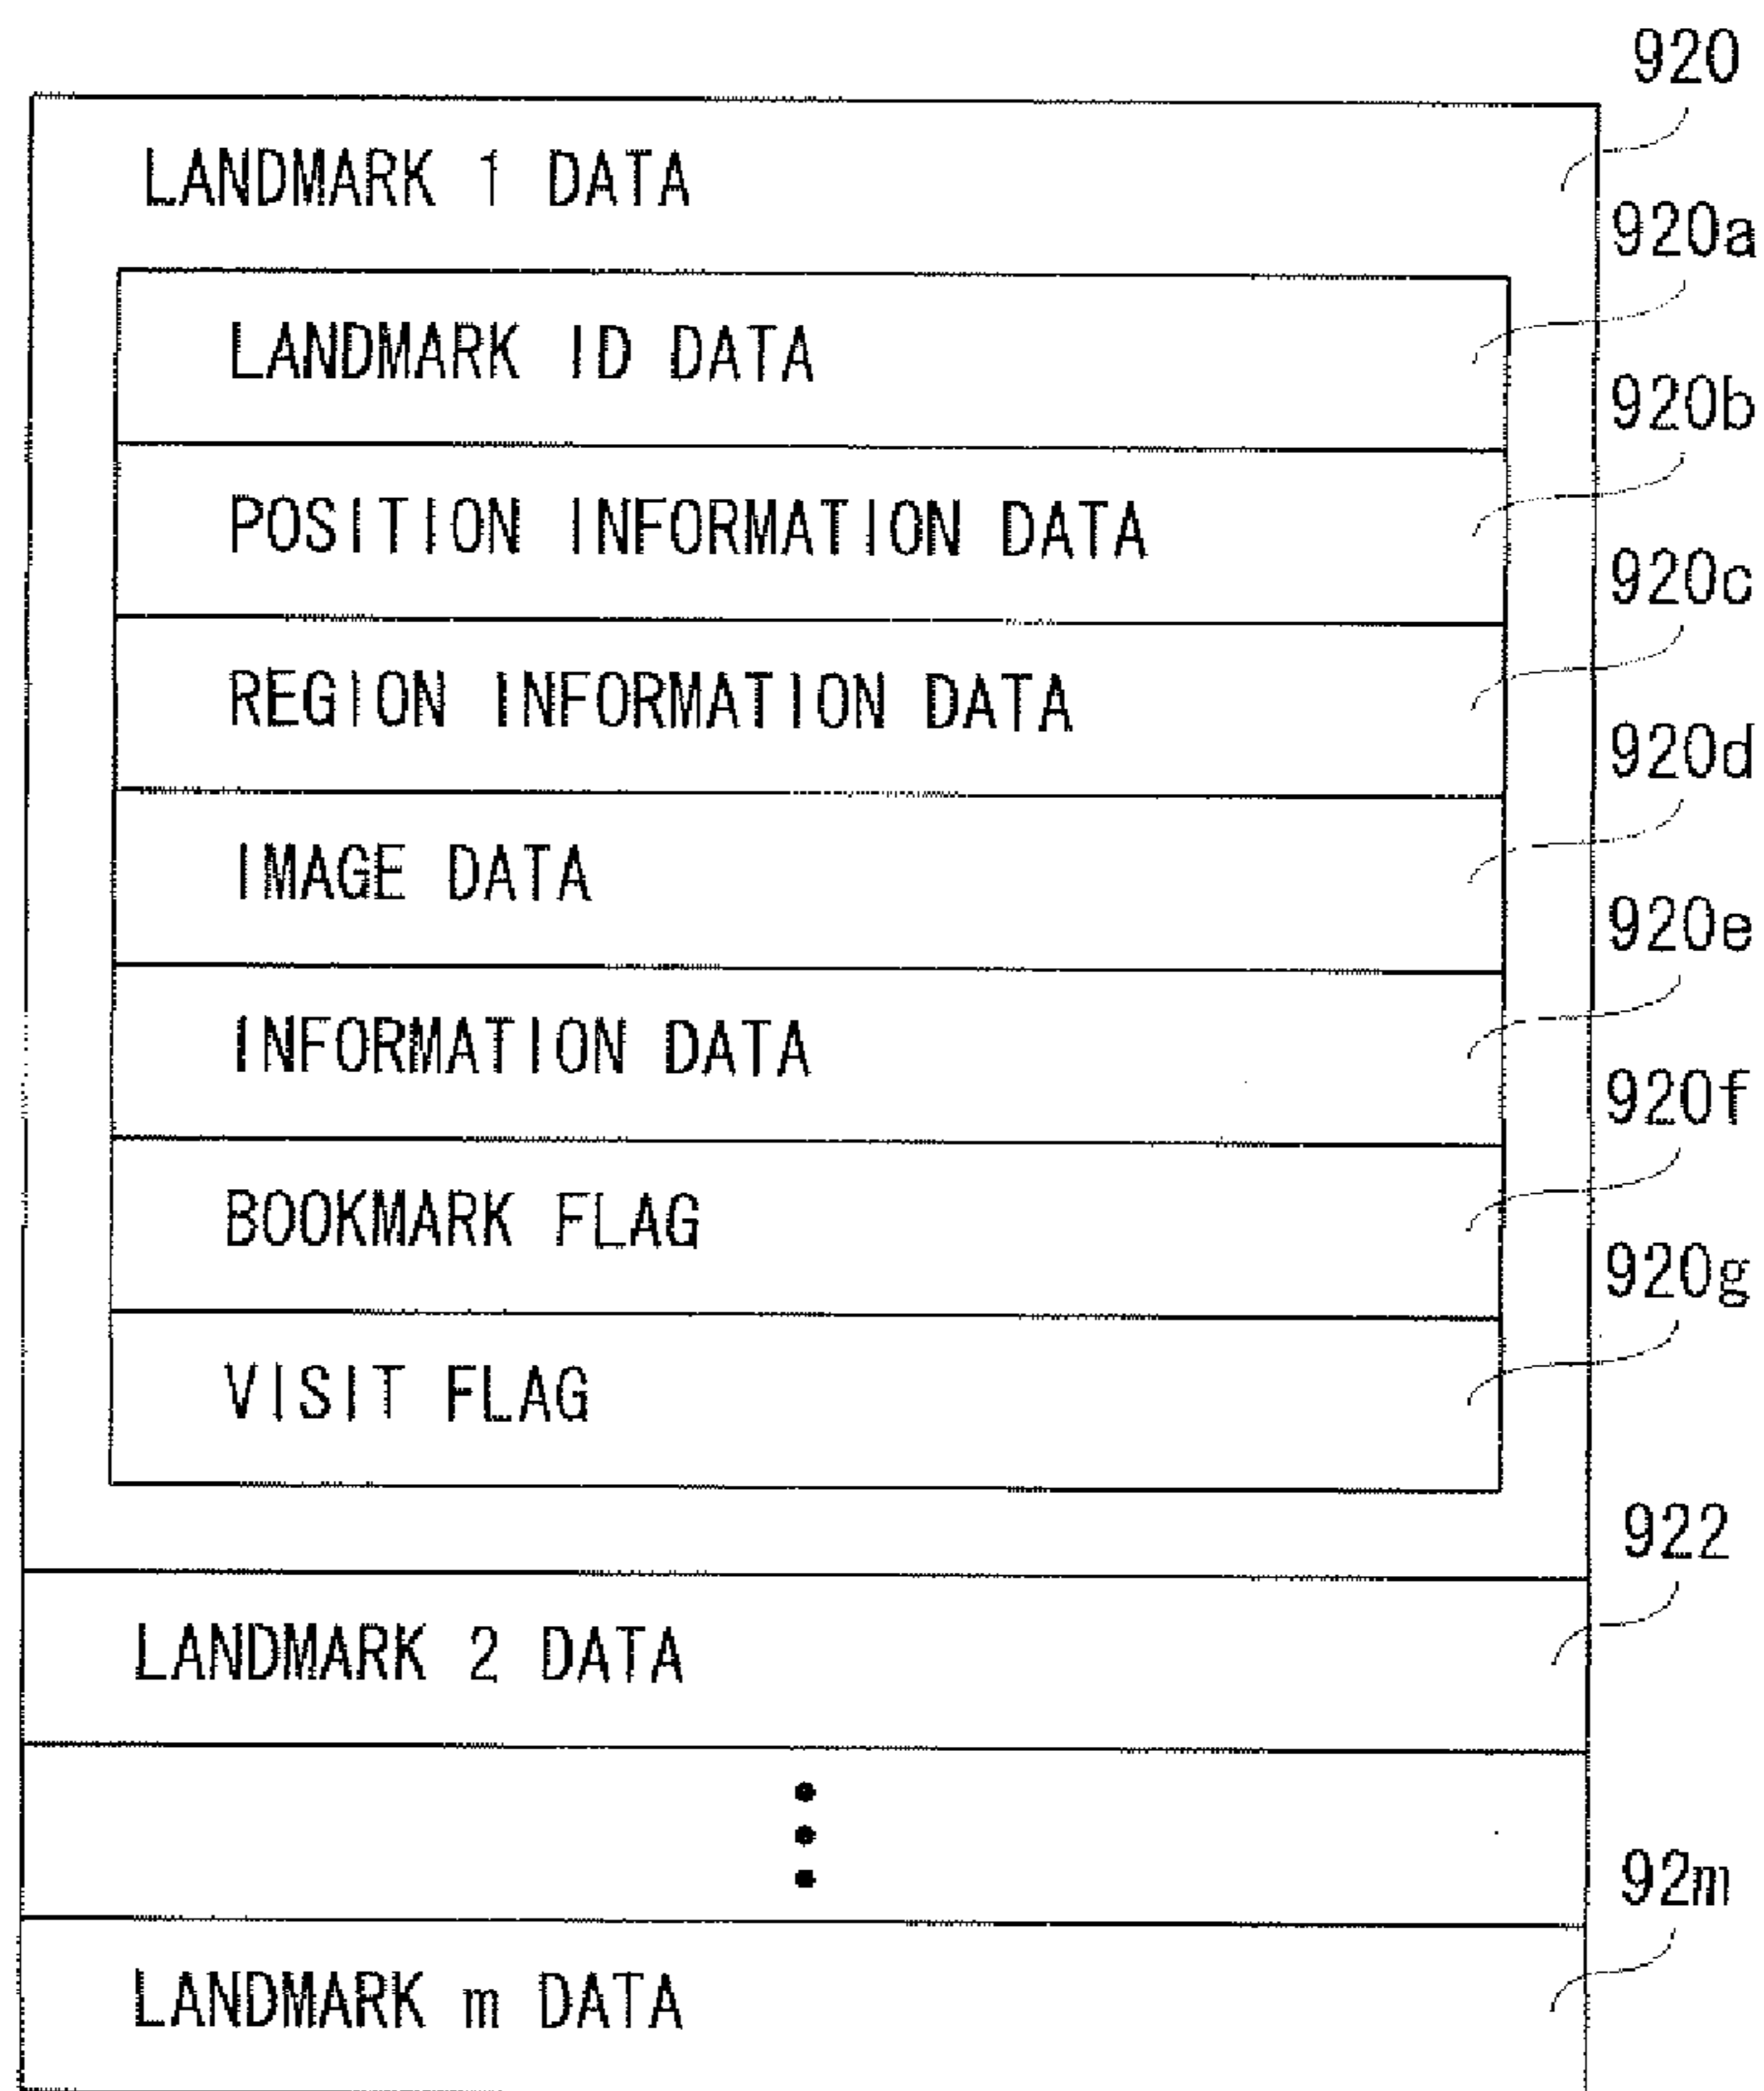 920
LANDMARK 1 DATA
920a
LANDMARK ID DATA
920b
POSITION INFORMATION DATA
920c
REGION INFORMATION DATA
920d
IMAGE DATA
920e
INFORMATION DATA
920f
BOOKMARK FLAG
920g
VISIT FLAG
922
LANDMARK 2 DATA
92m
LANDMARK m DATA